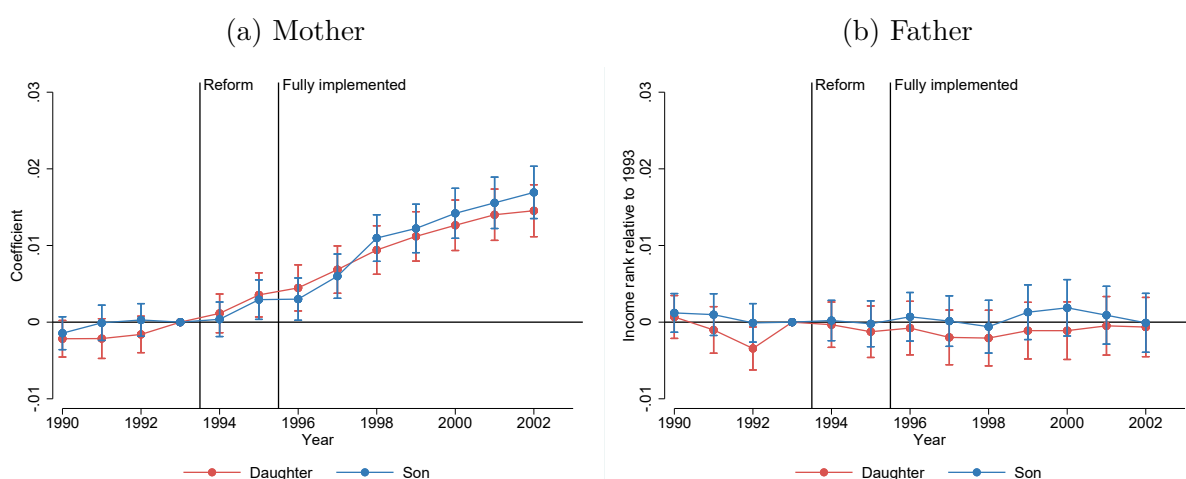 (a) Mother
Reform
Fully implemented
Coefficient
.03
.02
.01
0
-.01
1990 1992 1994 1996 1998 2000 2002
Year
Daughter Son
(b) Father
Reform
Fully implemented
Income rank relative to 1993
.03
.02
.01
0
-.01
1990 1992 1994 1996 1998 2000 2002
Year
Daughter Son